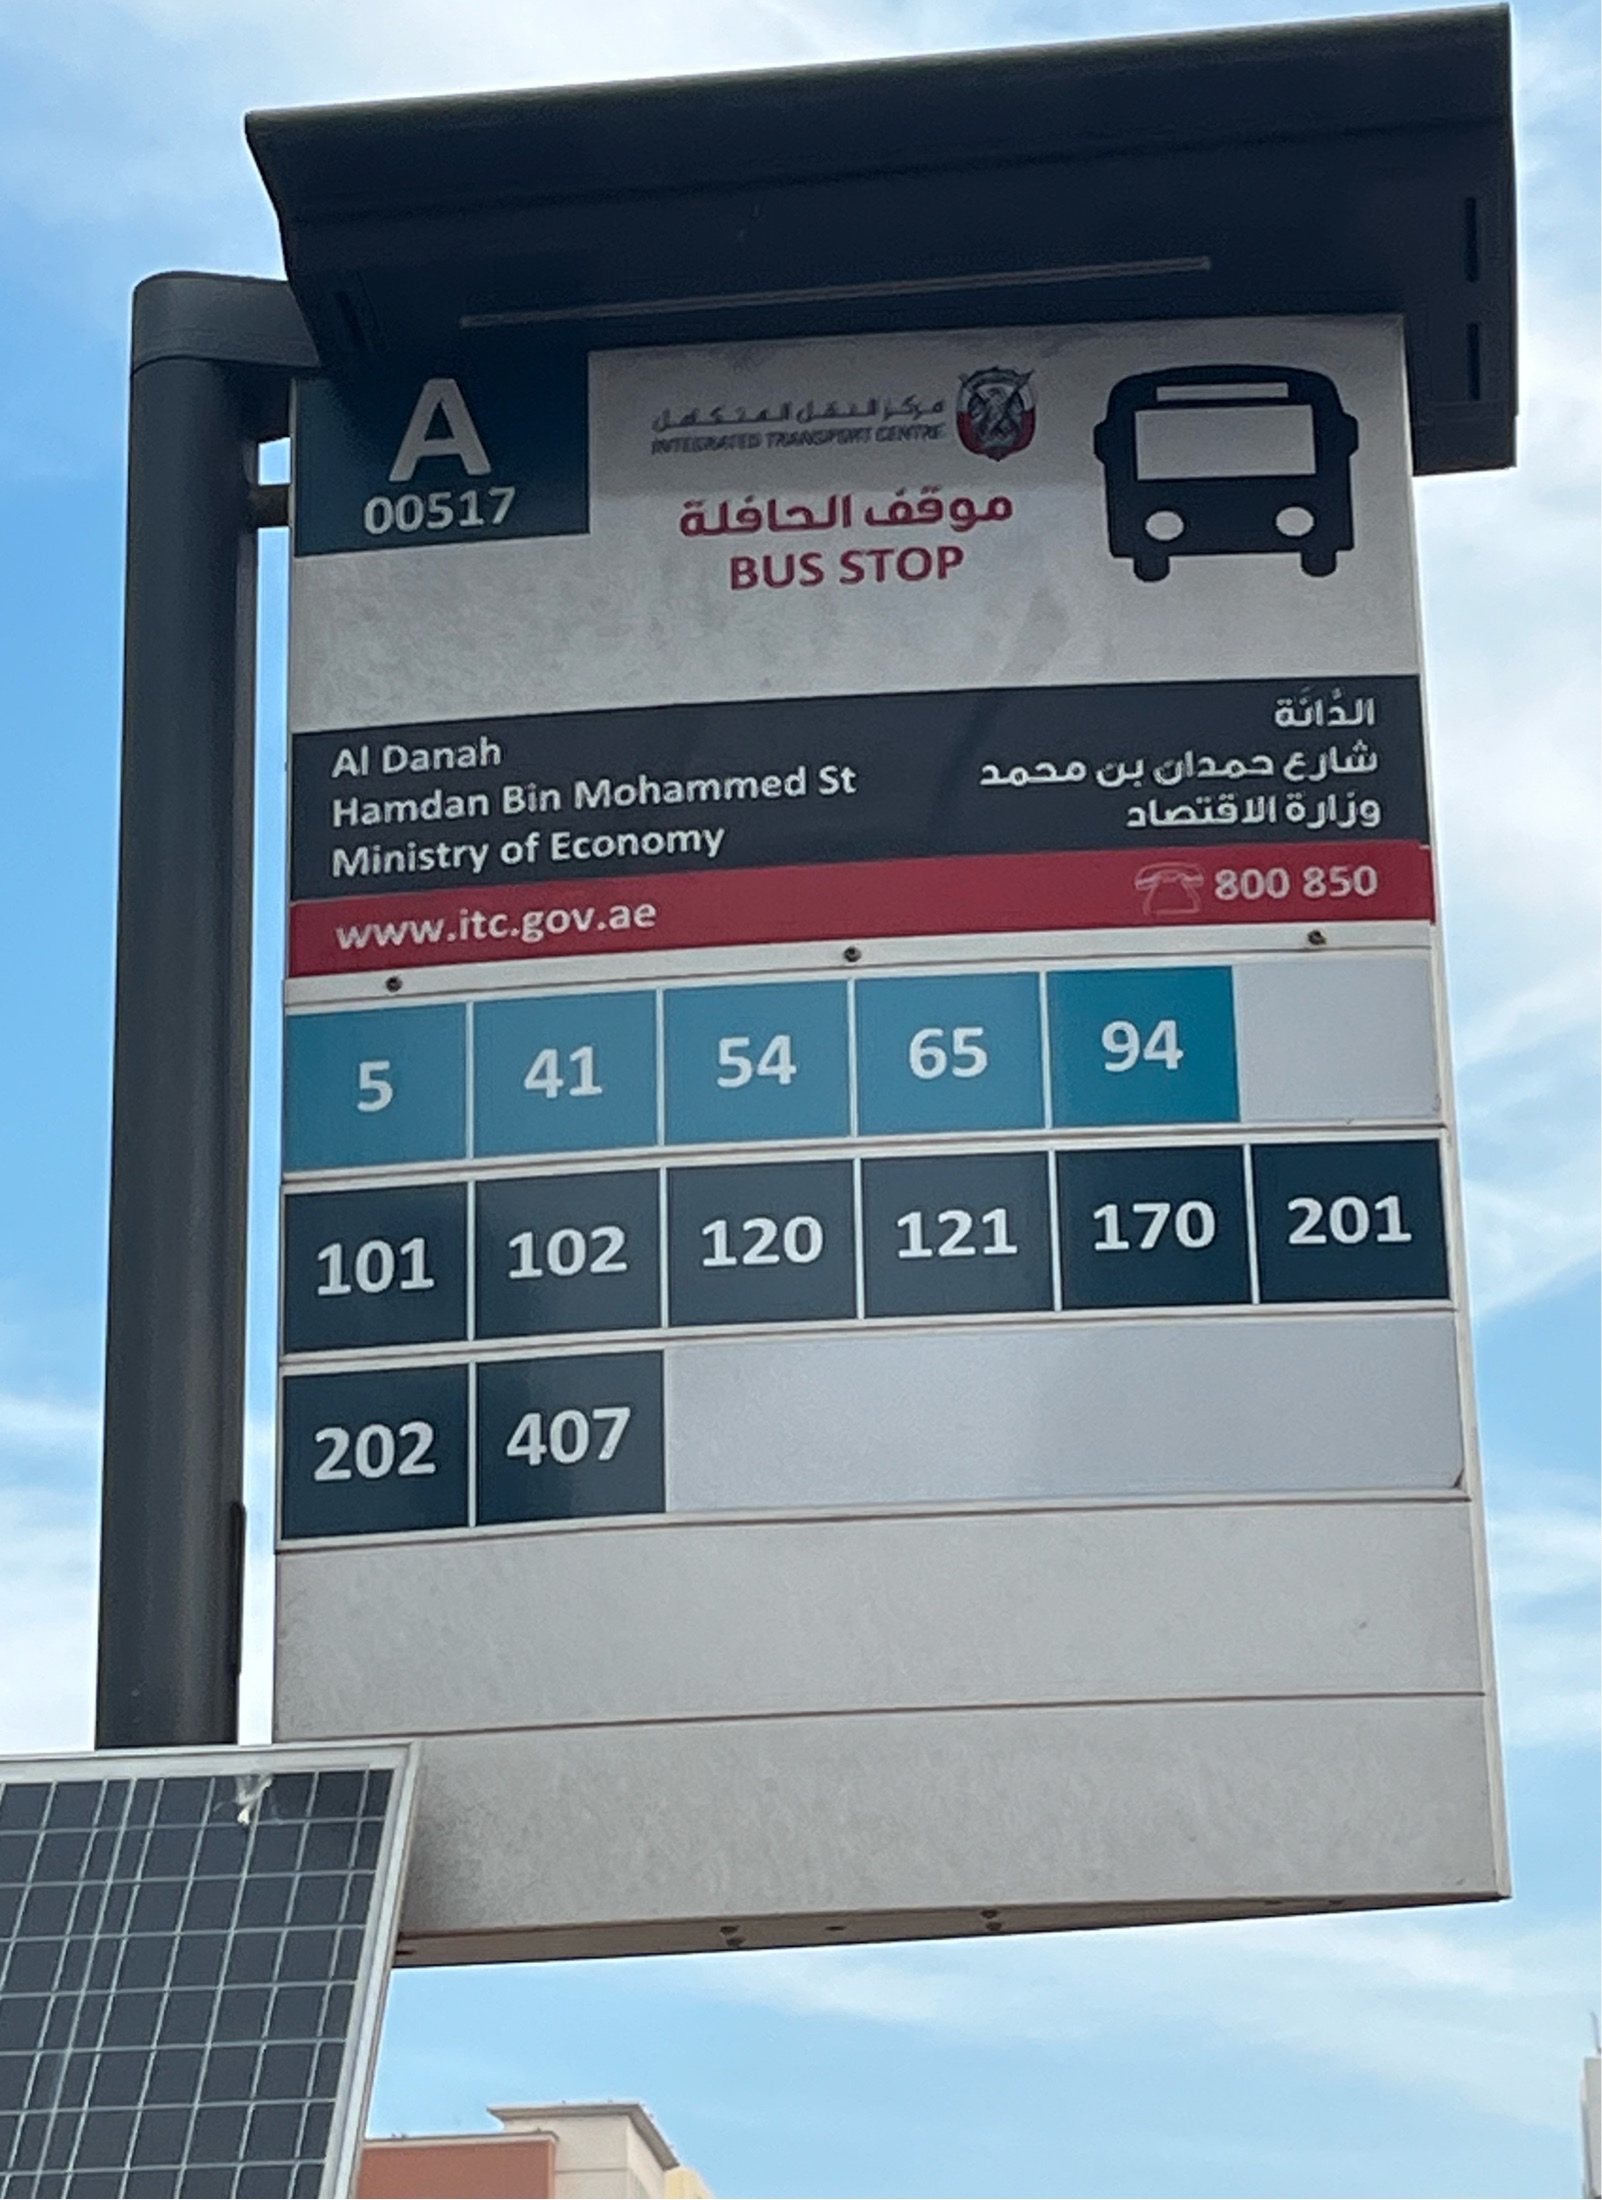 A
00517
مركز النقل المتكامل
INTEGRATED TRANSPORT CENTRE
موقف الحافلة
BUS STOP
Al Danah
Hamdan Bin Mohammed St
Ministry of Economy
الدَّانَة
شارع حمدان بن محمد
وزارة الاقتصاد
www.itc.gov.ae
800 850
5 41 54 65 94
101 102 120 121 170 201
202 407